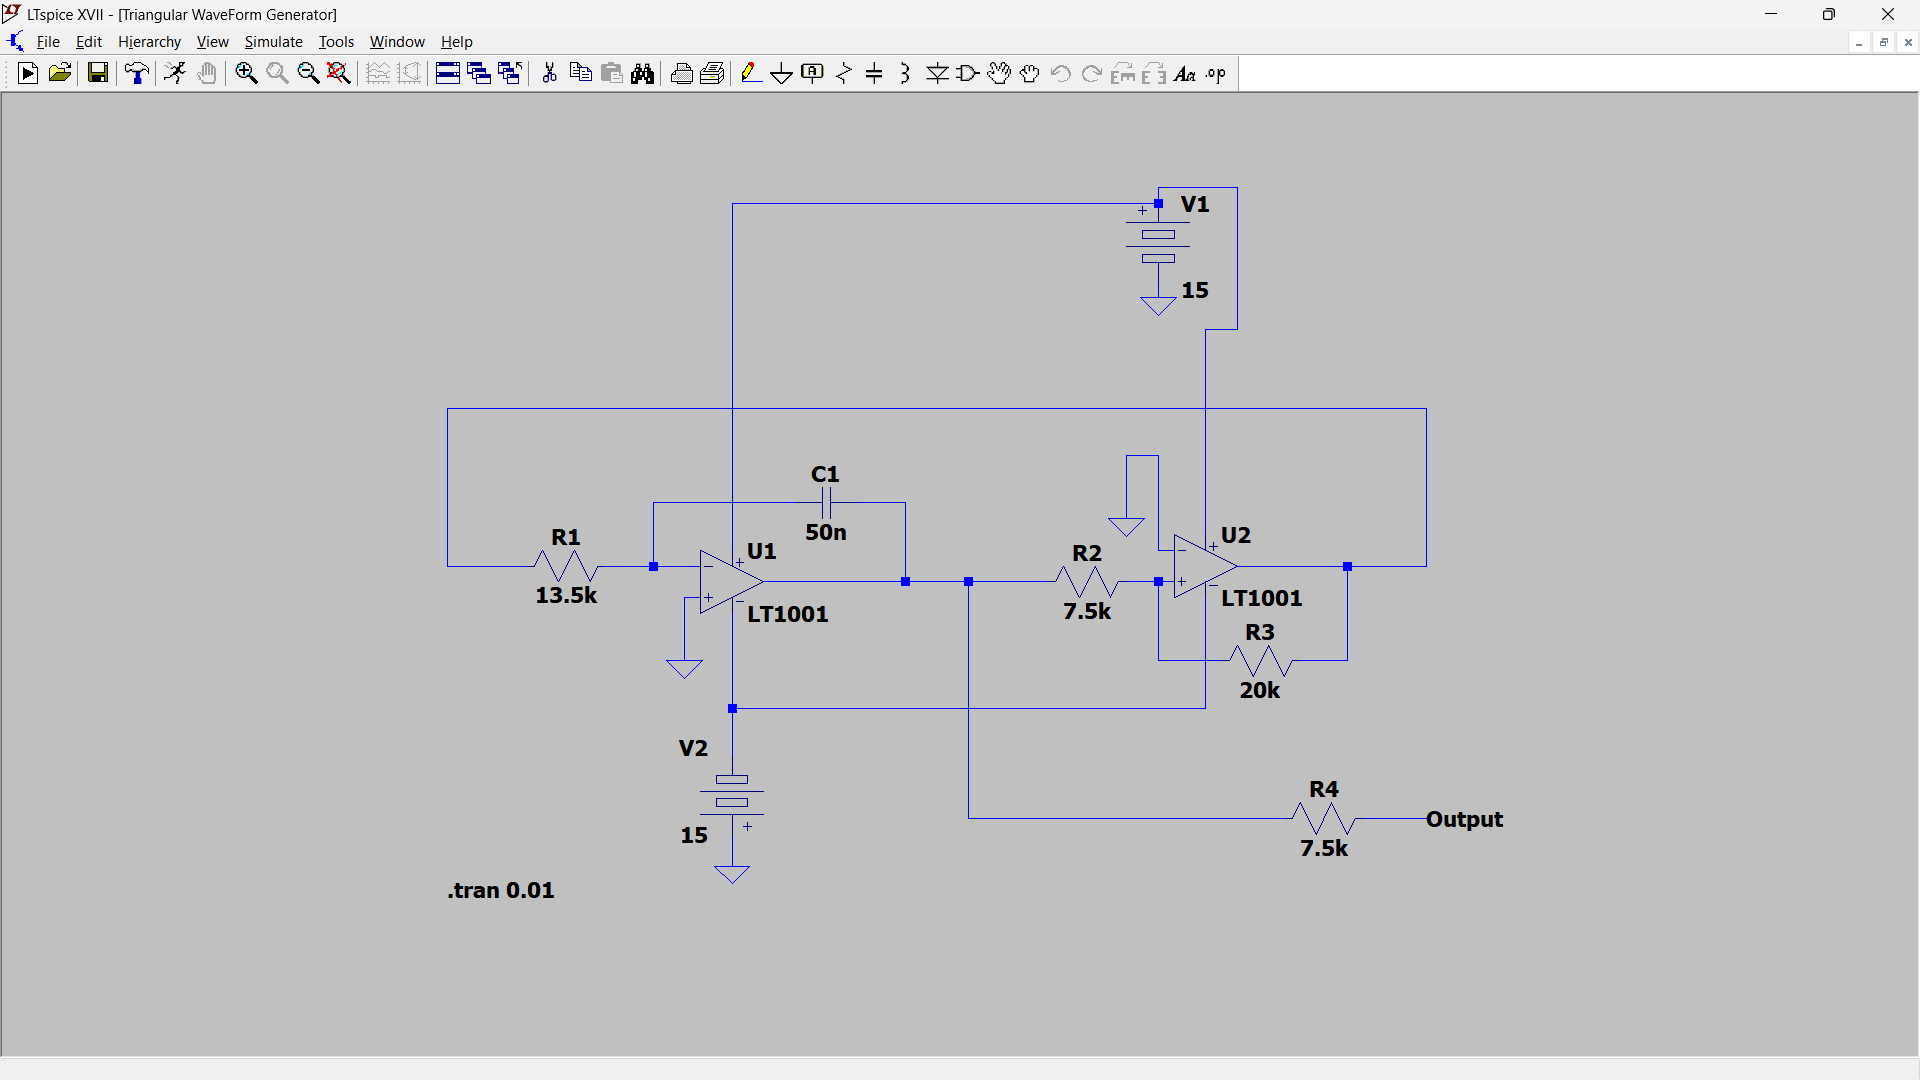 LTspice XVII - [Triangular WaveForm Generator]
File Edit Hierarchy View Simulate Tools Window Help
A Aa .op
+ V1
15
C1
50n
R1
13.5k
U1
LT1001
R2
7.5k
U2
LT1001
R3
20k
V2
15 +
R4
7.5k
Output
.tran 0.01